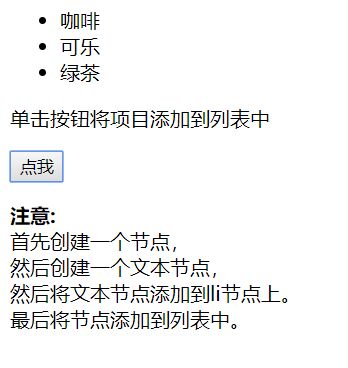 咖啡
可乐
绿茶
单击按钮将项目添加到列表中
点我
注意:
首先创建一个节点，
然后创建一个文本节点，
然后将文本节点添加到li节点上。
最后将节点添加到列表中。